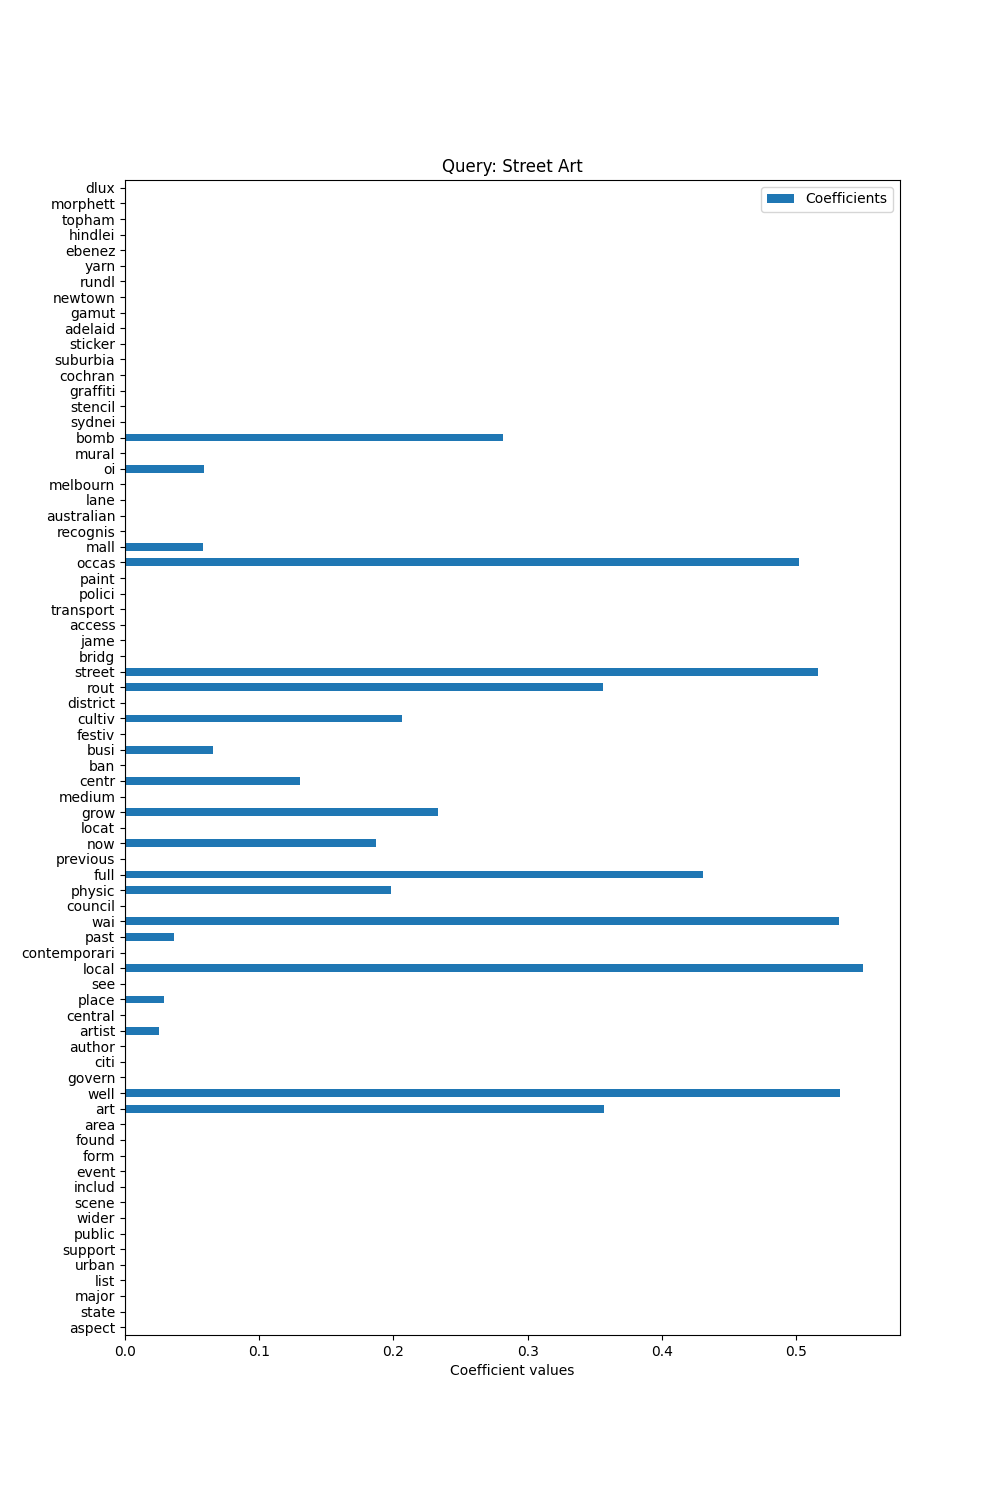 Query: Street Art
Coefficients
dlux
morphett
topham
hindlei
ebenez
yarn
rundl
newtown
gamut
adelaid
sticker
suburbia
cochran
graffiti
stencil
sydnei
bomb
mural
oi
melbourn
lane
australian
recognis
mall
occas
paint
polici
transport
access
jame
bridg
street
rout
district
cultiv
festiv
busi
ban
centr
medium
grow
locat
now
previous
full
physic
council
wai
past
contemporari
local
see
place
central
artist
author
citi
govern
well
art
area
found
form
event
includ
scene
wider
public
support
urban
list
major
state
aspect
0.0 0.1 0.2 0.3 0.4 0.5
Coefficient values